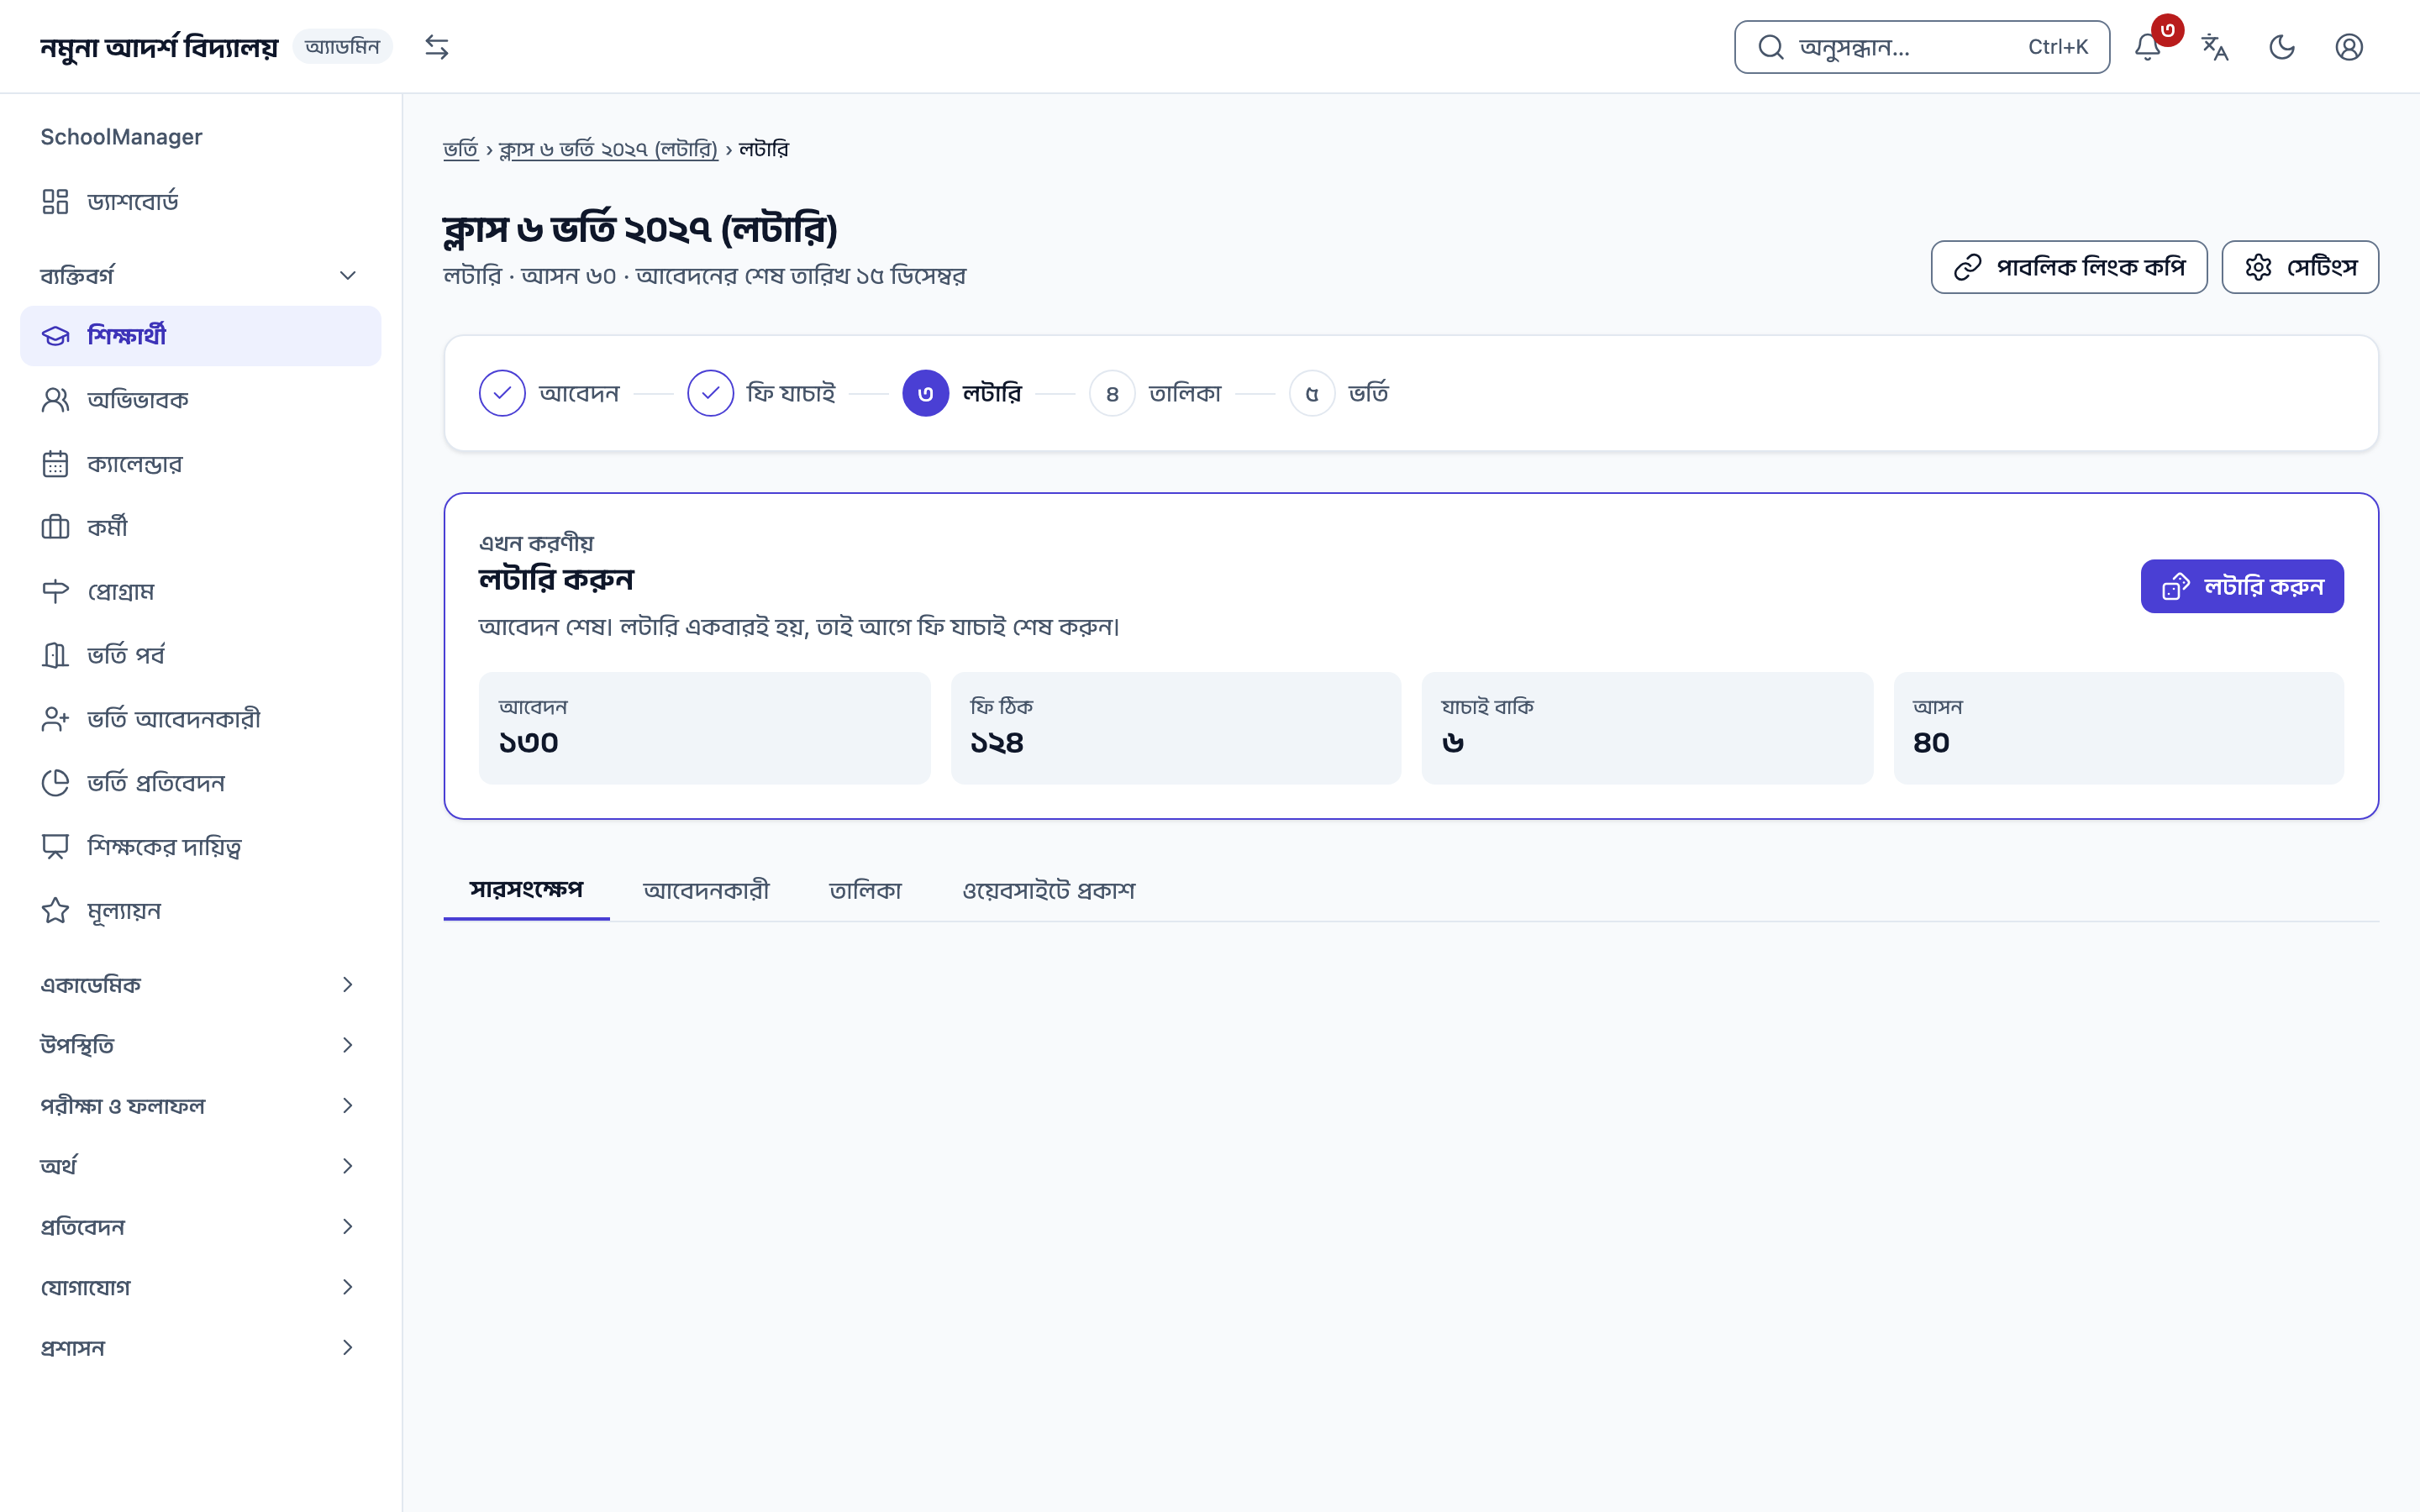 নমুনা আদর্শ বিদ্যালয়
অ্যাডমিন
অনুসন্ধান...
Ctrl+K
৩
SchoolManager
ড্যাশবোর্ড
ব্যক্তিবর্গ
শিক্ষার্থী
অভিভাবক
ক্যালেন্ডার
কর্মী
প্রোগ্রাম
ভর্তি পর্ব
ভর্তি আবেদনকারী
ভর্তি প্রতিবেদন
শিক্ষকের দায়িত্ব
মূল্যায়ন
একাডেমিক
উপস্থিতি
পরীক্ষা ও ফলাফল
অর্থ
প্রতিবেদন
যোগাযোগ
প্রশাসন
ভর্তি › ক্লাস ৬ ভর্তি ২০২৭ (লটারি) › লটারি
ক্লাস ৬ ভর্তি ২০২৭ (লটারি)
লটারি · আসন ৬০ · আবেদনের শেষ তারিখ ১৫ ডিসেম্বর
পাবলিক লিংক কপি
সেটিংস
আবেদন
ফি যাচাই
৩ লটারি
৪ তালিকা
৫ ভর্তি
এখন করণীয়
লটারি করুন
আবেদন শেষ। লটারি একবারই হয়, তাই আগে ফি যাচাই শেষ করুন।
লটারি করুন
আবেদন
১৩০
ফি ঠিক
১২৪
যাচাই বাকি
৬
আসন
৪০
সারসংক্ষেপ
আবেদনকারী
তালিকা
ওয়েবসাইটে প্রকাশ